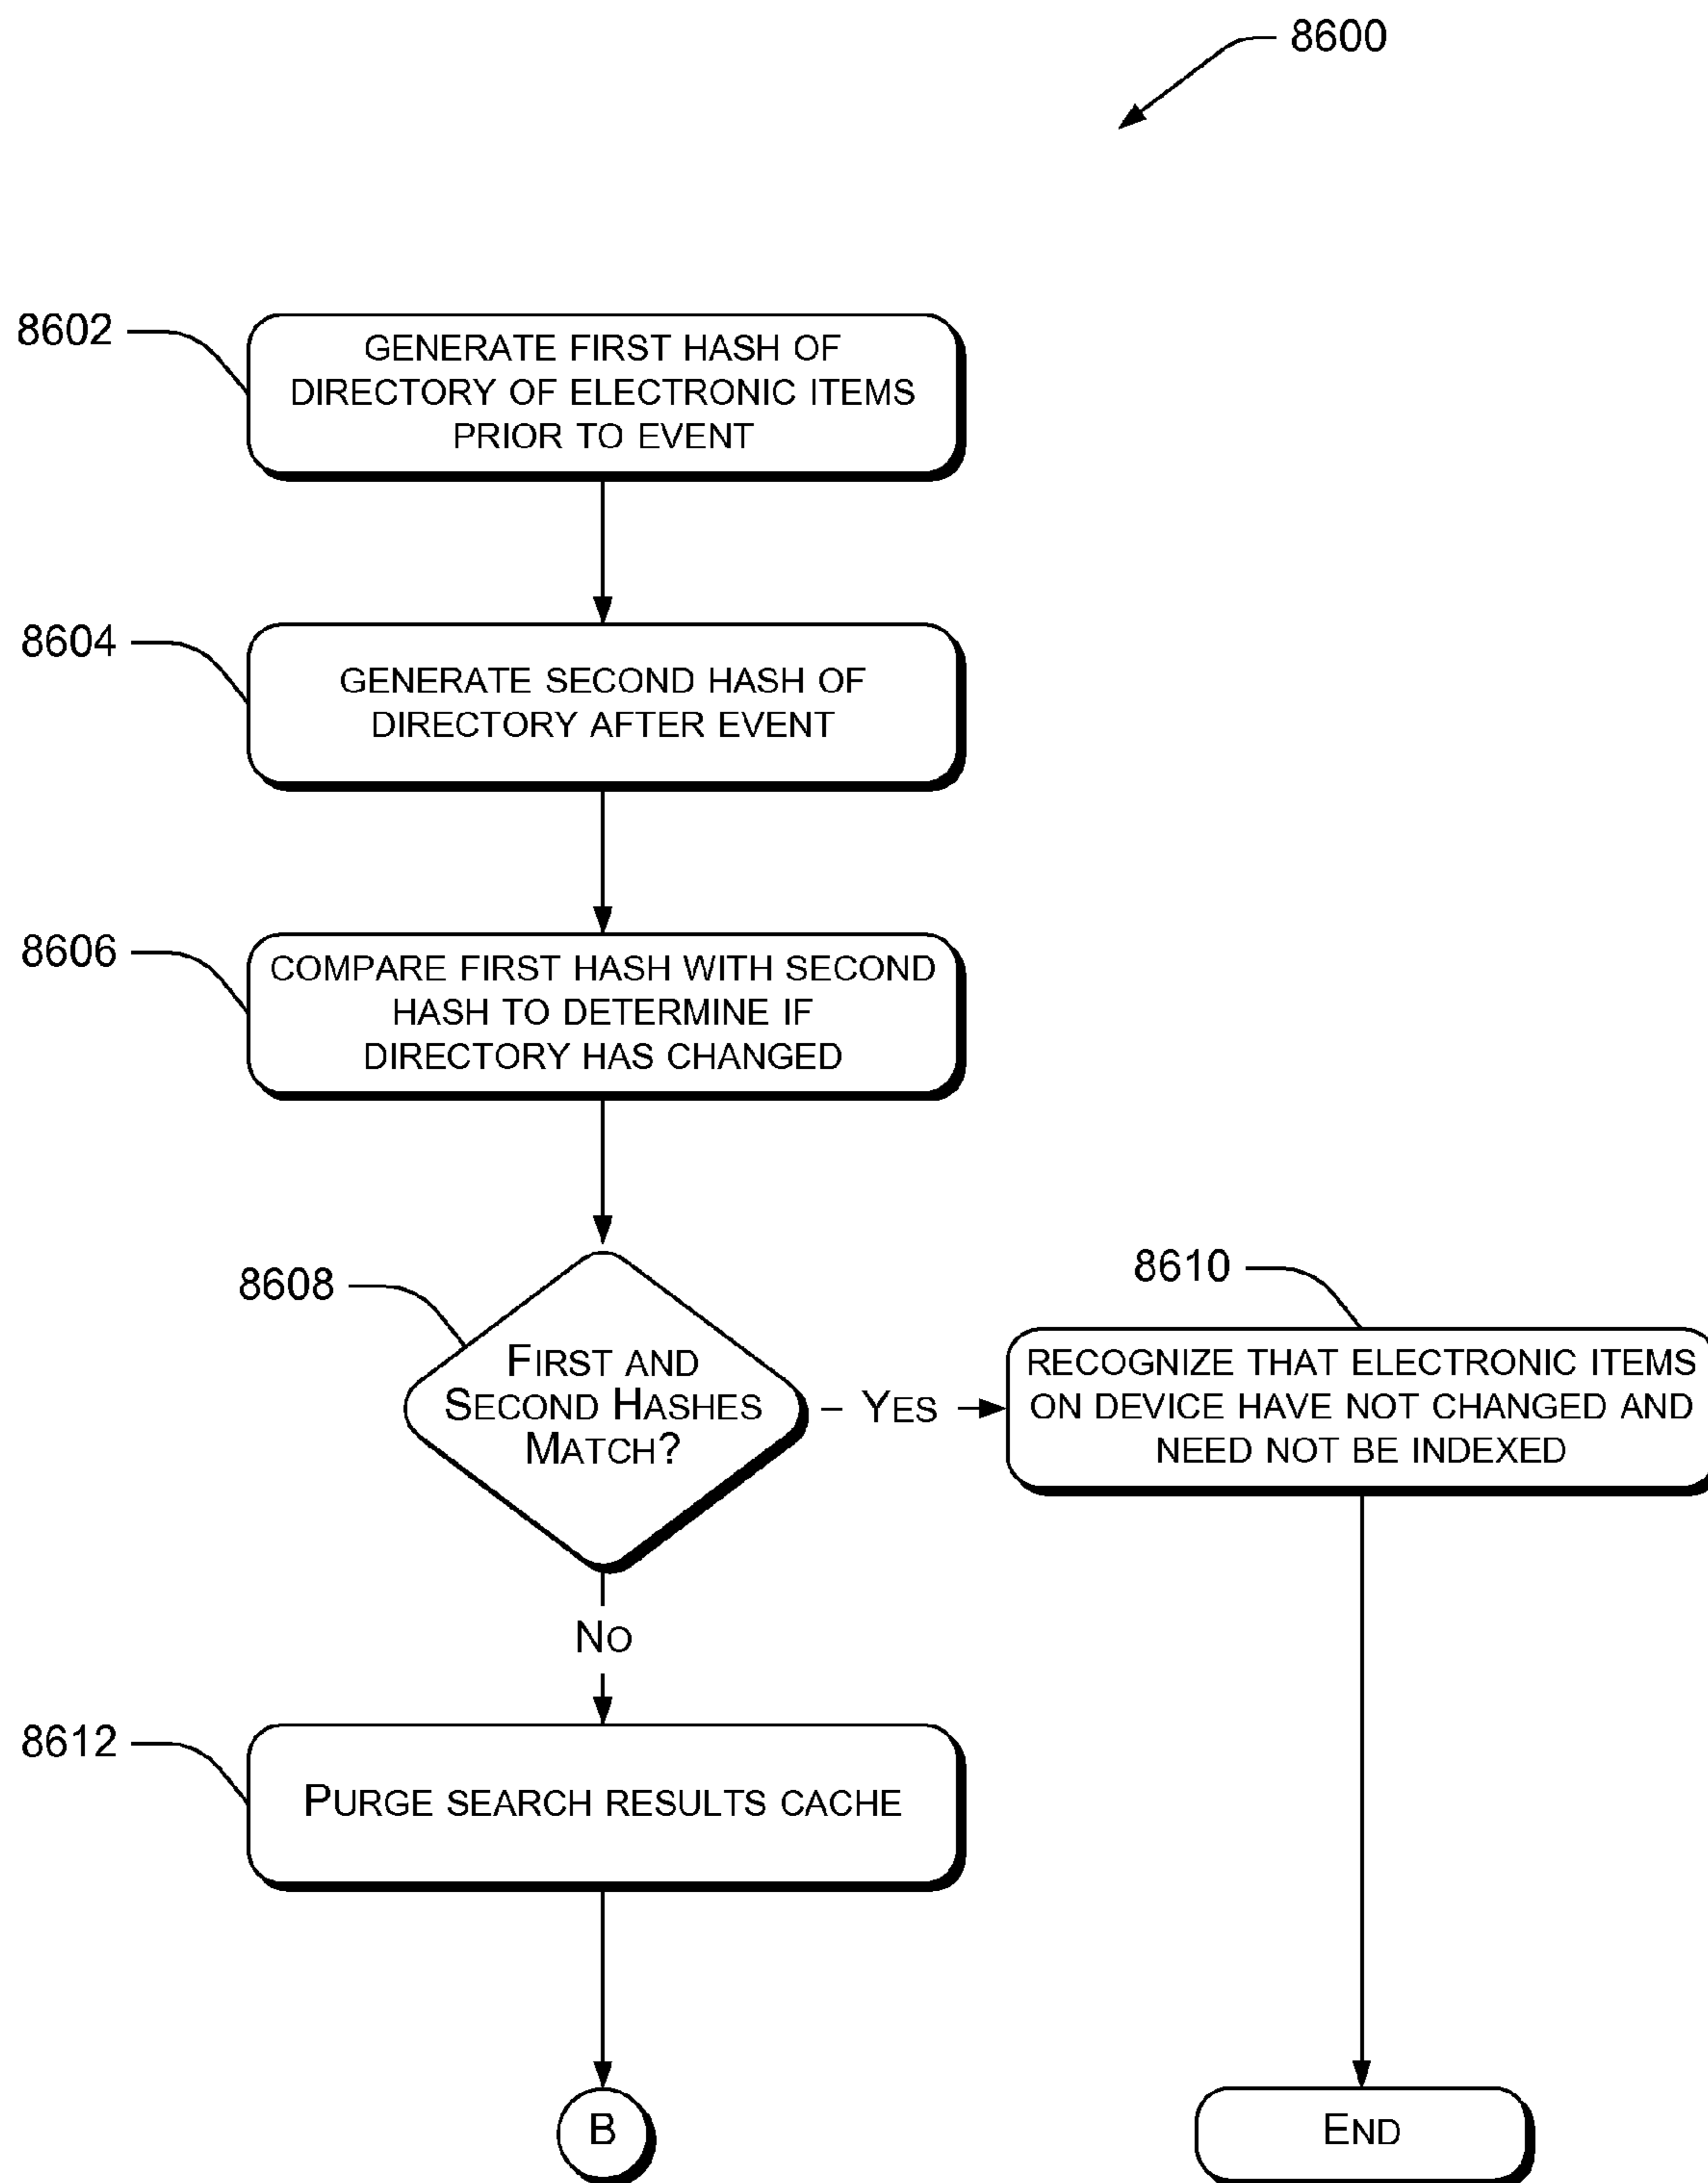 8600
8602
GENERATE FIRST HASH OF
DIRECTORY OF ELECTRONIC ITEMS
PRIOR TO EVENT
8604
GENERATE SECOND HASH OF
DIRECTORY AFTER EVENT
8606
COMPARE FIRST HASH WITH SECOND
HASH TO DETERMINE IF
DIRECTORY HAS CHANGED
8608
FIRST AND
SECOND HASHES
MATCH?
YES
8610
RECOGNIZE THAT ELECTRONIC ITEMS
ON DEVICE HAVE NOT CHANGED AND
NEED NOT BE INDEXED
NO
8612
PURGE SEARCH RESULTS CACHE
B
END